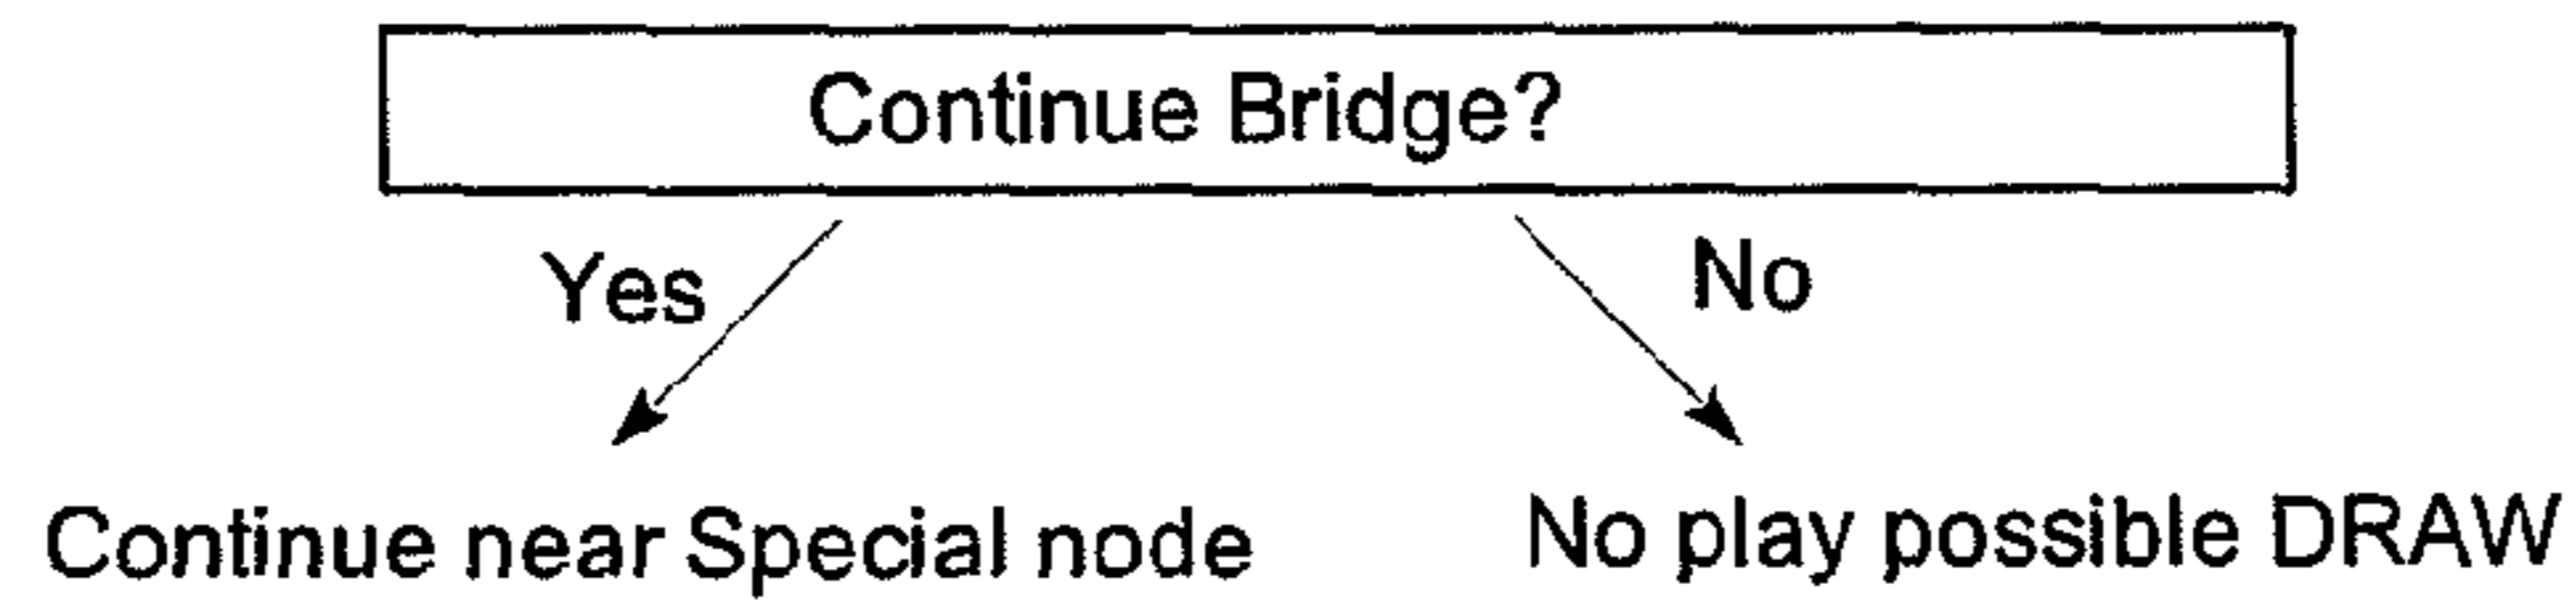 Continue Bridge?
Yes
No
Continue near Special node
No play possible DRAW